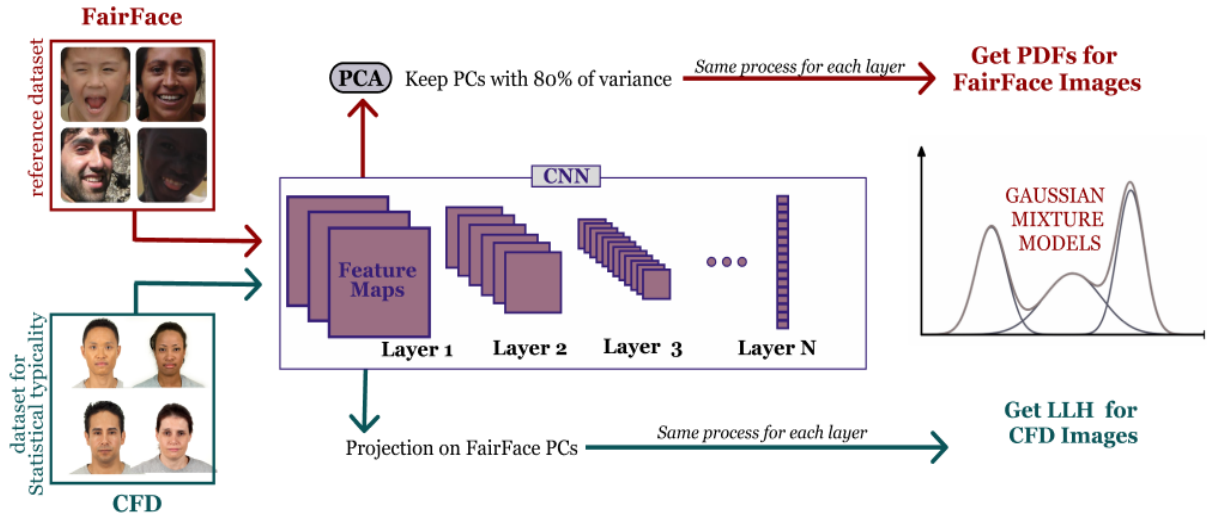 FairFace
reference dataset
PCA
Keep PCs with 80% of variance
Same process for each layer
Get PDFs for
FairFace Images
CNN
Feature
Maps
Layer 1
Layer 2
Layer 3
Layer N
GAUSSIAN
MIXTURE
MODELS
dataset for
Statistical typicality
CFD
Projection on FairFace PCs
Same process for each layer
Get LLH for
CFD Images